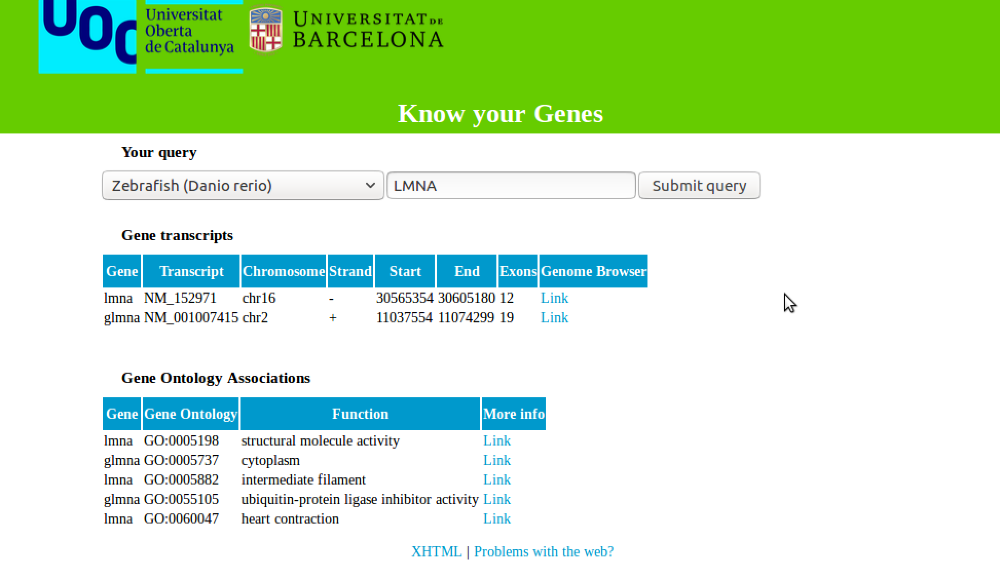 UOC
Universitat
Oberta
de Catalunya
UNIVERSITAT DE
BARCELONA
Know your Genes
Your query
Zebrafish (Danio rerio) LMNA Submit query
Gene transcripts
Gene Transcript Chromosome Strand Start End Exons Genome Browser
lmna NM_152971 chr16 - 30565354 30605180 12 Link
glmna NM_001007415 chr2 + 11037554 11074299 19 Link
Gene Ontology Associations
Gene Gene Ontology Function More info
lmna GO:0005198 structural molecule activity Link
glmna GO:0005737 cytoplasm Link
lmna GO:0005882 intermediate filament Link
glmna GO:0055105 ubiquitin-protein ligase inhibitor activity Link
lmna GO:0060047 heart contraction Link
XHTML | Problems with the web?